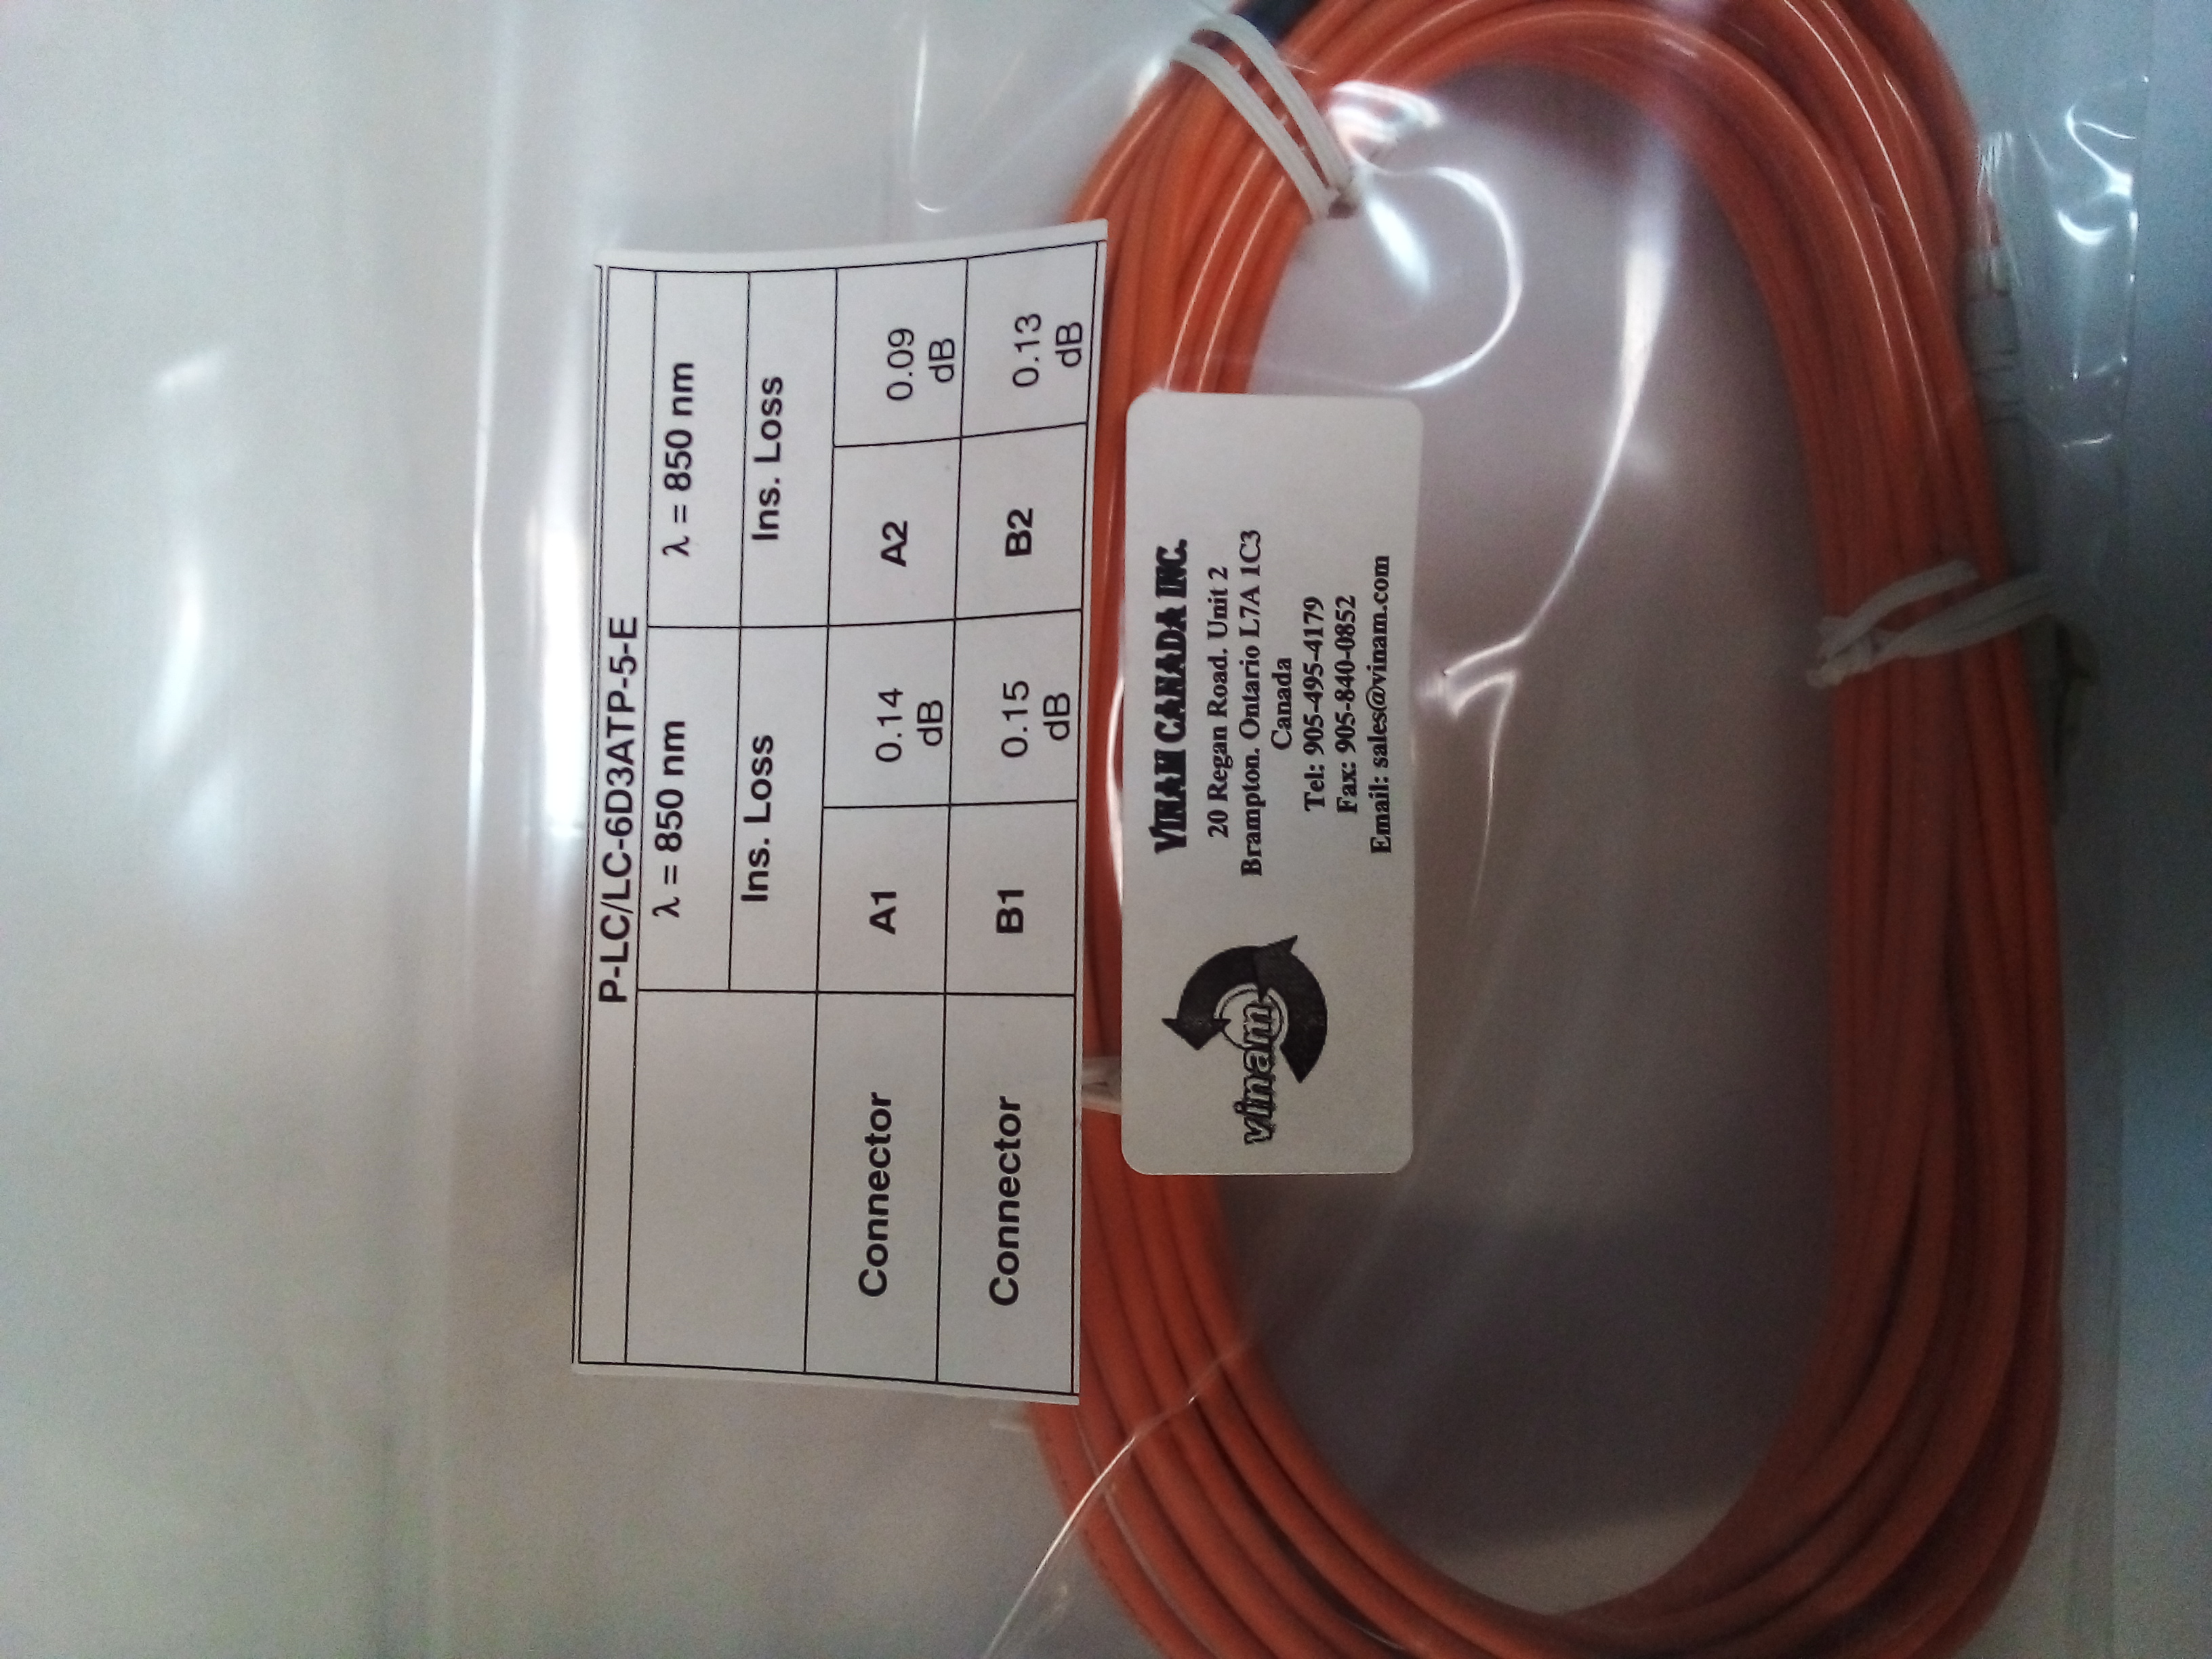 P-LC/LC-6D3ATP-5-E
λ = 850 nm λ = 850 nm
Ins. Loss Ins. Loss
Connector A1 0.14 dB A2 0.09 dB
Connector B1 0.15 dB B2 0.13 dB
vinam
VINAM CANADA INC.
20 Regan Road. Unit 2
Brampton. Ontario L7A 1C3
Canada
Tel: 905-495-4179
Fax: 905-840-0852
Email: sales@vinam.com